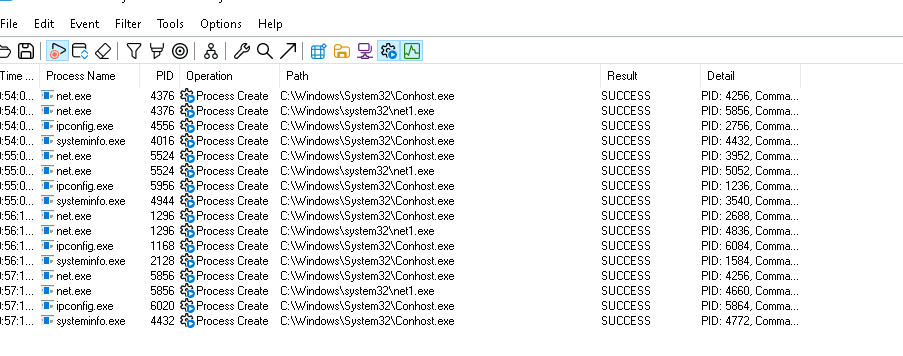 File Edit Event Filter Tools Options Help
Time ... Process Name PID Operation Path Result Detail
:54:0... net.exe 4376 Process Create C:\Windows\System32\Conhost.exe SUCCESS PID: 4256, Comma...
:54:0... net.exe 4376 Process Create C:\Windows\system32\net1.exe SUCCESS PID: 5856, Comma...
:54:0... ipconfig.exe 4556 Process Create C:\Windows\System32\Conhost.exe SUCCESS PID: 2756, Comma...
:54:0... systeminfo.exe 4016 Process Create C:\Windows\System32\Conhost.exe SUCCESS PID: 4432, Comma...
:55:0... net.exe 5524 Process Create C:\Windows\System32\Conhost.exe SUCCESS PID: 3952, Comma...
:55:0... net.exe 5524 Process Create C:\Windows\system32\net1.exe SUCCESS PID: 5052, Comma...
:55:0... ipconfig.exe 5956 Process Create C:\Windows\System32\Conhost.exe SUCCESS PID: 1236, Comma...
:55:0... systeminfo.exe 4944 Process Create C:\Windows\System32\Conhost.exe SUCCESS PID: 3540, Comma...
:56:1... net.exe 1296 Process Create C:\Windows\System32\Conhost.exe SUCCESS PID: 2688, Comma...
:56:1... net.exe 1296 Process Create C:\Windows\system32\net1.exe SUCCESS PID: 4836, Comma...
:56:1... ipconfig.exe 1168 Process Create C:\Windows\System32\Conhost.exe SUCCESS PID: 6084, Comma...
:56:1... systeminfo.exe 2128 Process Create C:\Windows\System32\Conhost.exe SUCCESS PID: 1584, Comma...
:57:1... net.exe 5856 Process Create C:\Windows\System32\Conhost.exe SUCCESS PID: 4256, Comma...
:57:1... net.exe 5856 Process Create C:\Windows\system32\net1.exe SUCCESS PID: 4660, Comma...
:57:1... ipconfig.exe 6020 Process Create C:\Windows\System32\Conhost.exe SUCCESS PID: 5864, Comma...
:57:1... systeminfo.exe 4432 Process Create C:\Windows\System32\Conhost.exe SUCCESS PID: 4772, Comma...